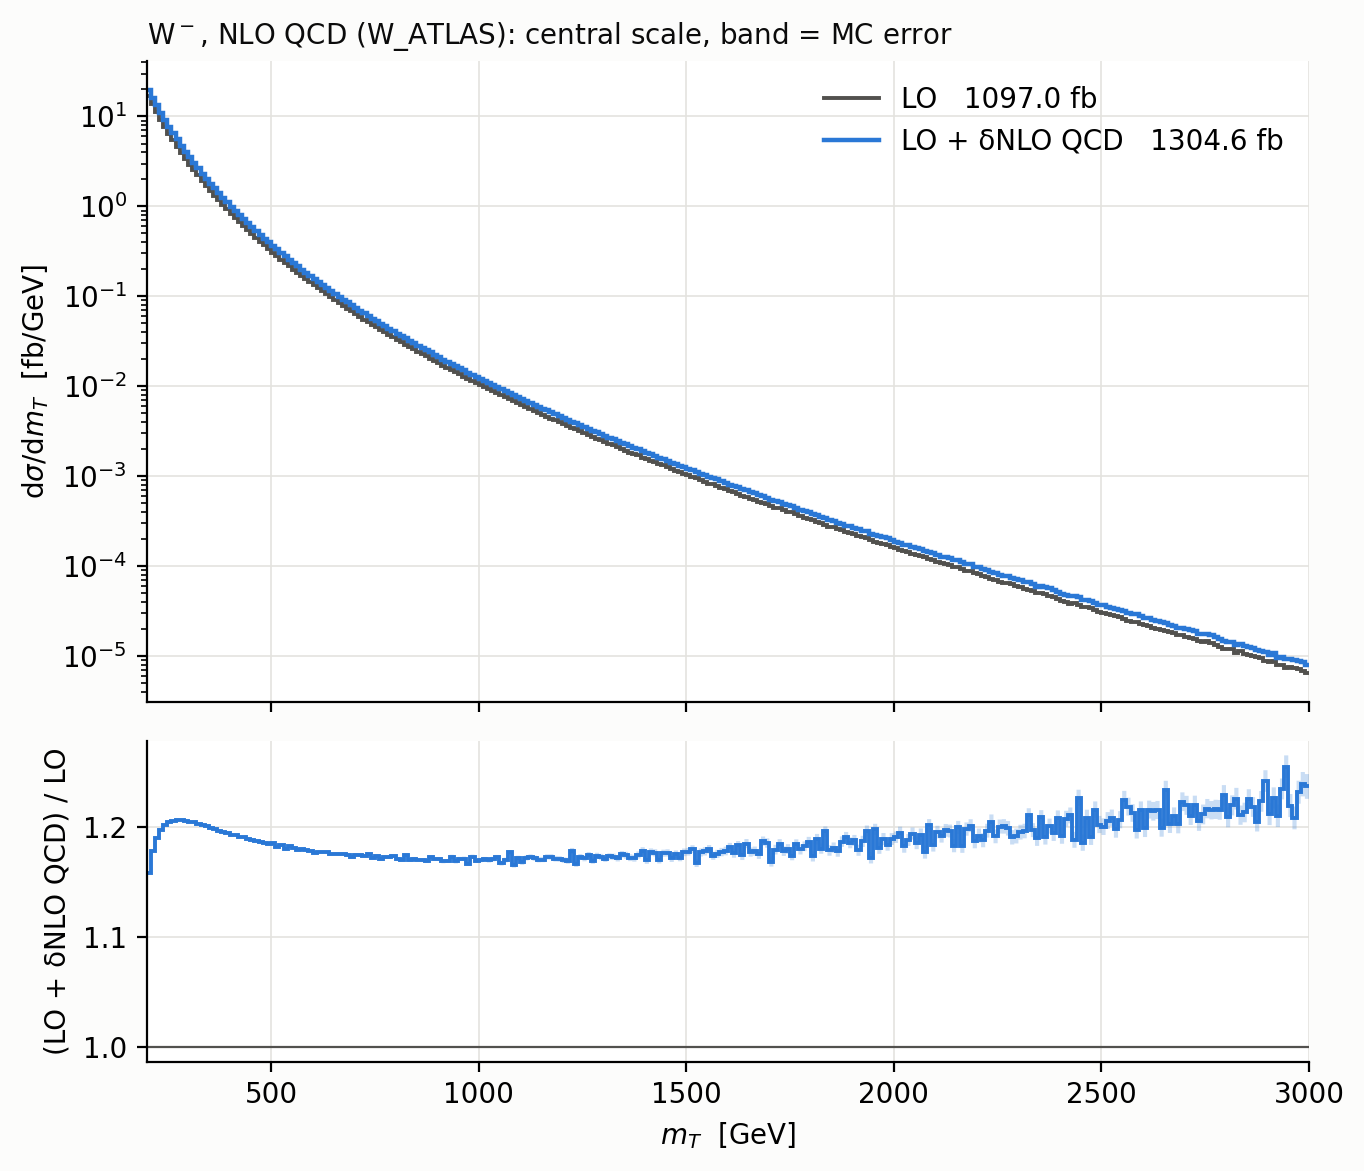 W⁻, NLO QCD (W_ATLAS): central scale, band = MC error
LO 1097.0 fb
LO + δNLO QCD 1304.6 fb
dσ/dm_T [fb/GeV]
10¹
10⁰
10⁻¹
10⁻²
10⁻³
10⁻⁴
10⁻⁵
(LO + δNLO QCD) / LO
1.2
1.1
1.0
500 1000 1500 2000 2500 3000
m_T [GeV]